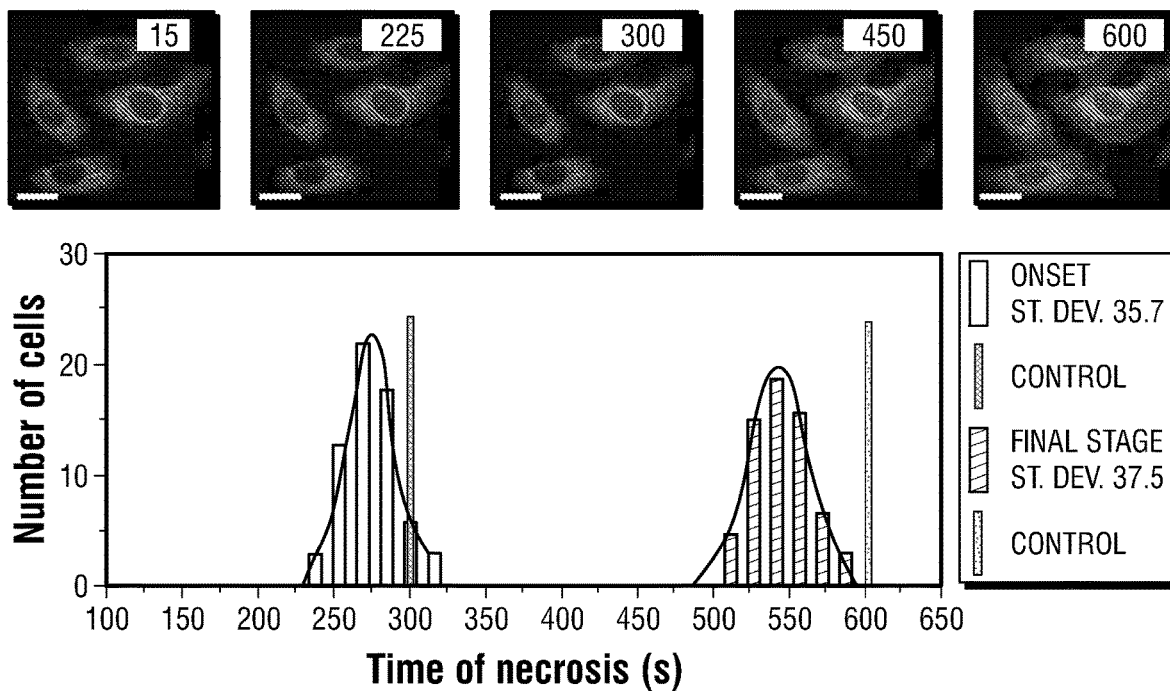 15
225
300
450
600
30
20
10
0
Number of cells
100 150 200 250 300 350 400 450 500 550 600 650
Time of necrosis (s)
ONSET
ST. DEV. 35.7
CONTROL
FINAL STAGE
ST. DEV. 37.5
CONTROL